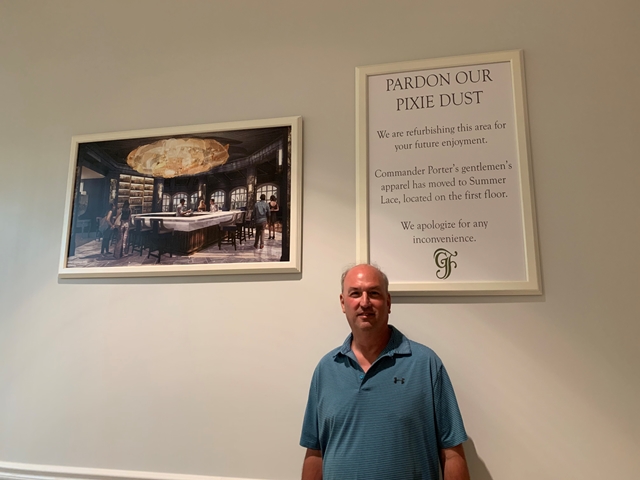 PARDON OUR
PIXIE DUST
We are refurbishing this area for
your future enjoyment.
Commander Porter's gentlemen's
apparel has moved to Summer
Lace, located on the first floor.
We apologize for any
inconvenience.
GF